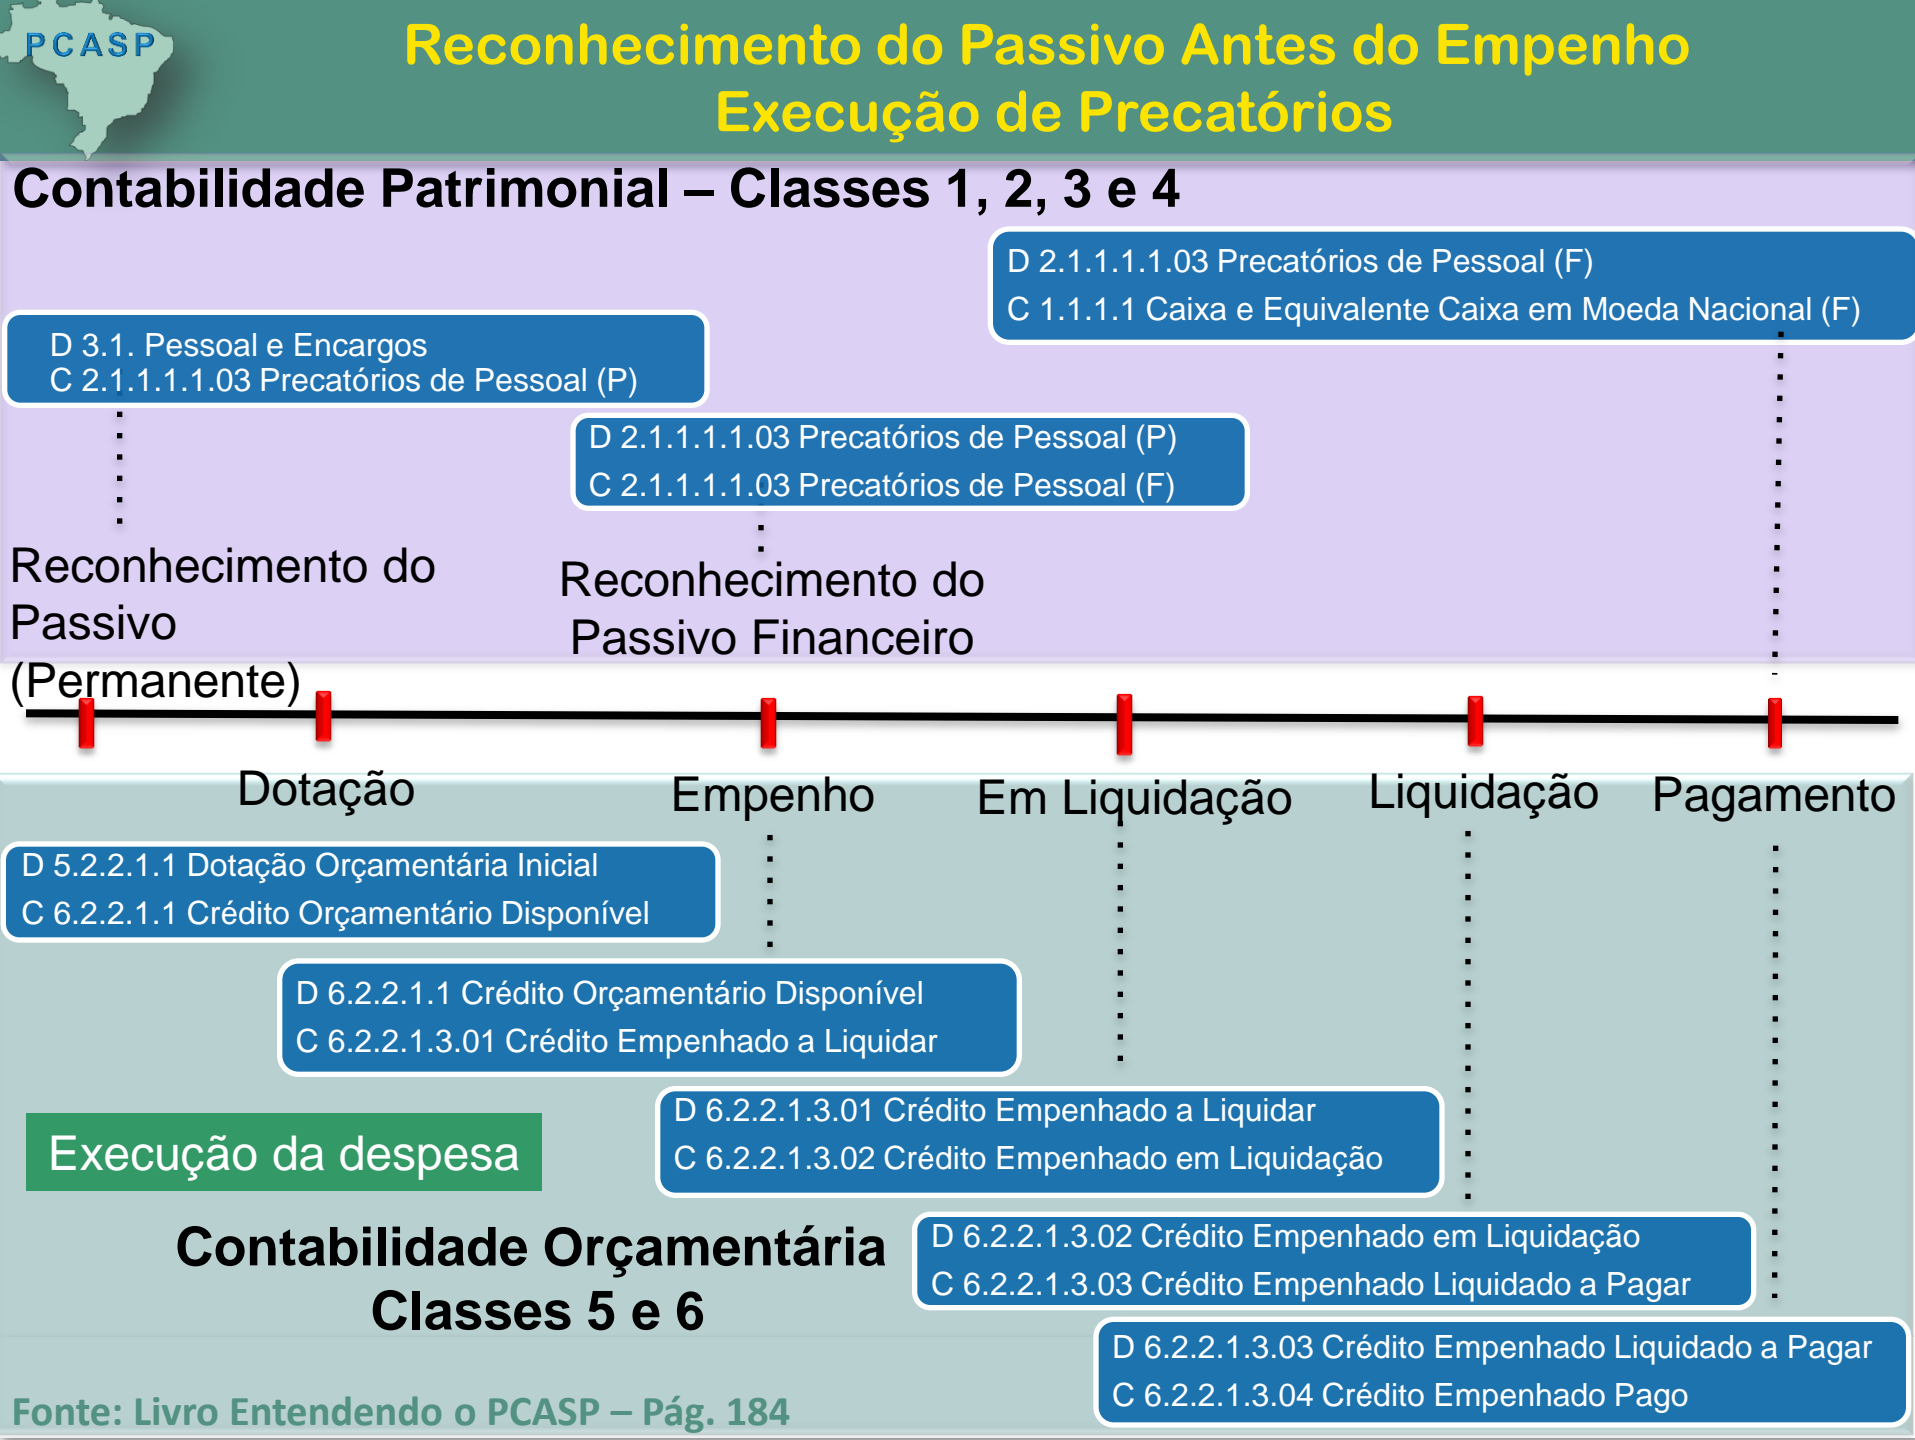 PCASP
Reconhecimento do Passivo Antes do Empenho
Execução de Precatórios
Contabilidade Patrimonial – Classes 1, 2, 3 e 4
D 2.1.1.1.1.03 Precatórios de Pessoal (F)
C 1.1.1.1 Caixa e Equivalente Caixa em Moeda Nacional (F)
D 3.1. Pessoal e Encargos
C 2.1.1.1.1.03 Precatórios de Pessoal (P)
D 2.1.1.1.1.03 Precatórios de Pessoal (P)
C 2.1.1.1.1.03 Precatórios de Pessoal (F)
Reconhecimento do
Passivo
(Permanente)
Reconhecimento do
Passivo Financeiro
Dotação
Empenho
Em Liquidação
Liquidação
Pagamento
D 5.2.2.1.1 Dotação Orçamentária Inicial
C 6.2.2.1.1 Crédito Orçamentário Disponível
D 6.2.2.1.1 Crédito Orçamentário Disponível
C 6.2.2.1.3.01 Crédito Empenhado a Liquidar
D 6.2.2.1.3.01 Crédito Empenhado a Liquidar
C 6.2.2.1.3.02 Crédito Empenhado em Liquidação
Execução da despesa
Contabilidade Orçamentária
Classes 5 e 6
D 6.2.2.1.3.02 Crédito Empenhado em Liquidação
C 6.2.2.1.3.03 Crédito Empenhado Liquidado a Pagar
D 6.2.2.1.3.03 Crédito Empenhado Liquidado a Pagar
C 6.2.2.1.3.04 Crédito Empenhado Pago
Fonte: Livro Entendendo o PCASP – Pág. 184